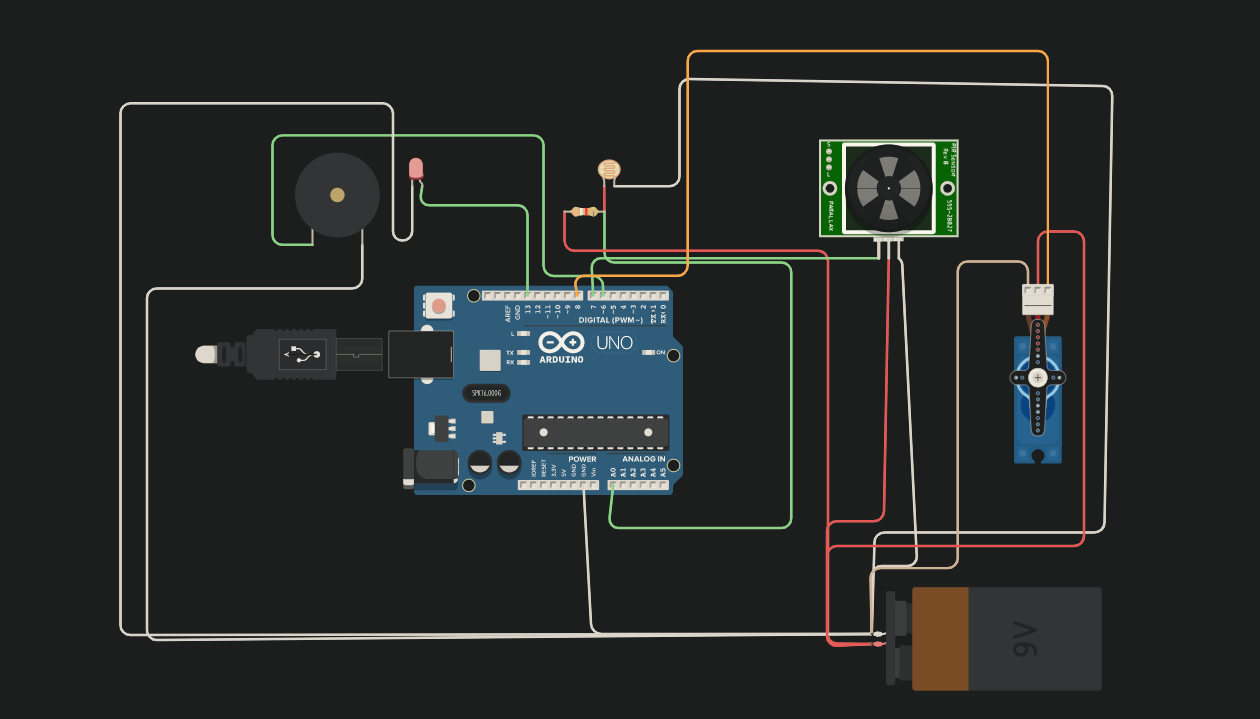 PIR Sensor
Rev B
555-28027
PARALLAX
AREF
GND
13
12
~11
~10
~9
8
7
~6
~5
4
~3
2
TX▸1
RX◂0
DIGITAL (PWM~)
L
TX
RX
ON
UNO
ARDUINO
SPK16.000G
A
POWER
ANALOG IN
IOREF
RESET
3.3V
5V
GND
GND
Vin
A0
A1
A2
A3
A4
A5
9V